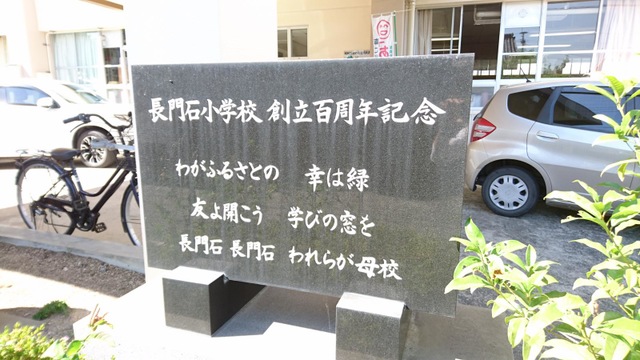 長門石小学校 創立百周年記念
わがふるさとの 幸は緑
友よ開こう 学びの窓を
長門石 長門石 われらが母校